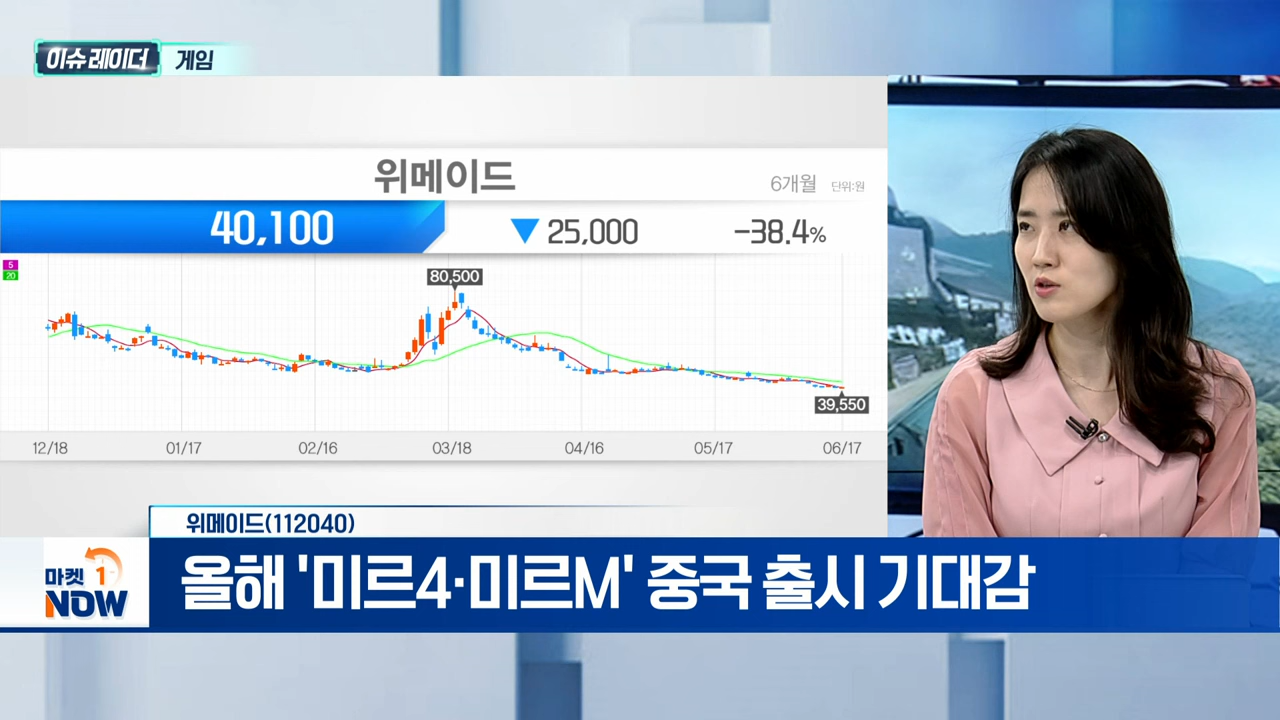 이슈 레이더 게임
위메이드
6개월 단위:원
40,100 ▼ 25,000 -38.4%
5
20
80,500
39,550
12/18 01/17 02/16 03/18 04/16 05/17 06/17
위메이드(112040)
마켓 1
NOW
올해 '미르4·미르M' 중국 출시 기대감